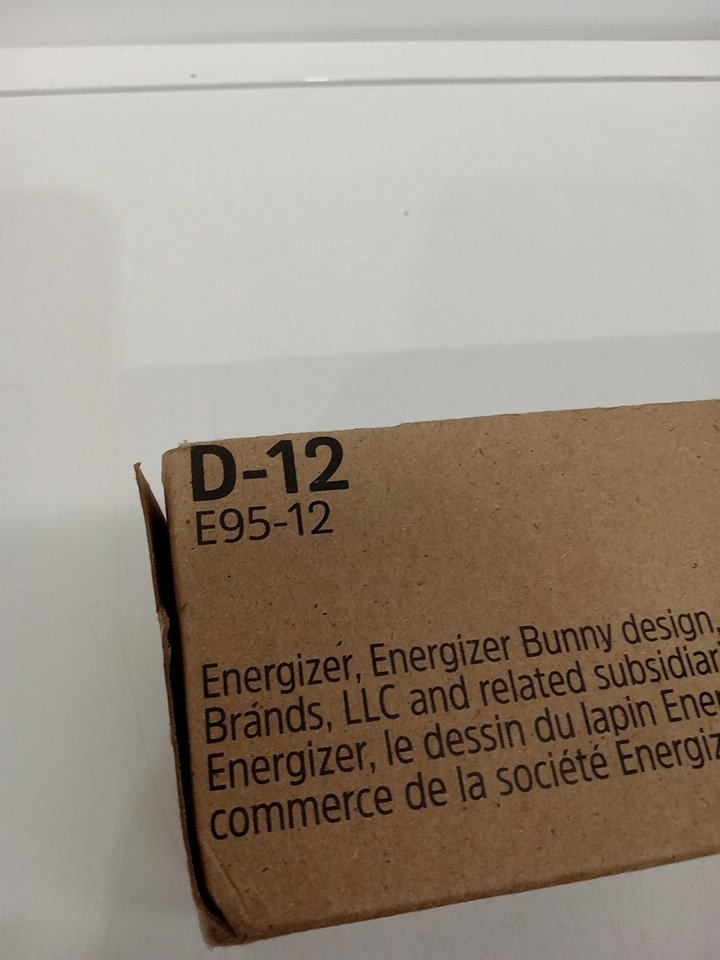 D-12
E95-12
Energizer, Energizer Bunny design,
Brands, LLC and related
Energizer, le dessin du lapin
commerce de la société